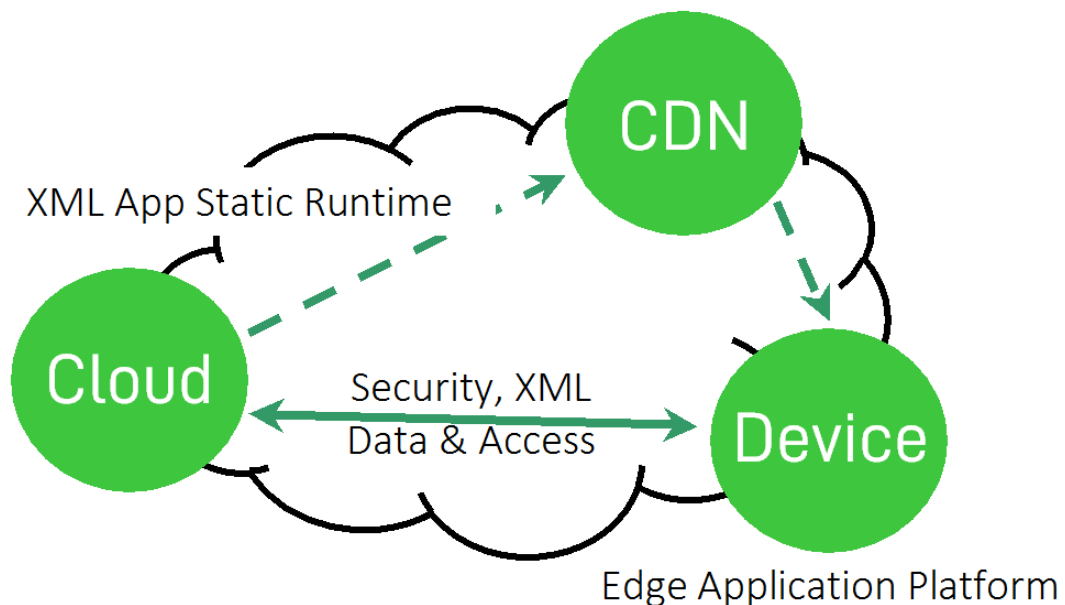 CDN
XML App Static Runtime
Cloud
Security, XML
Data & Access
Device
Edge Application Platform